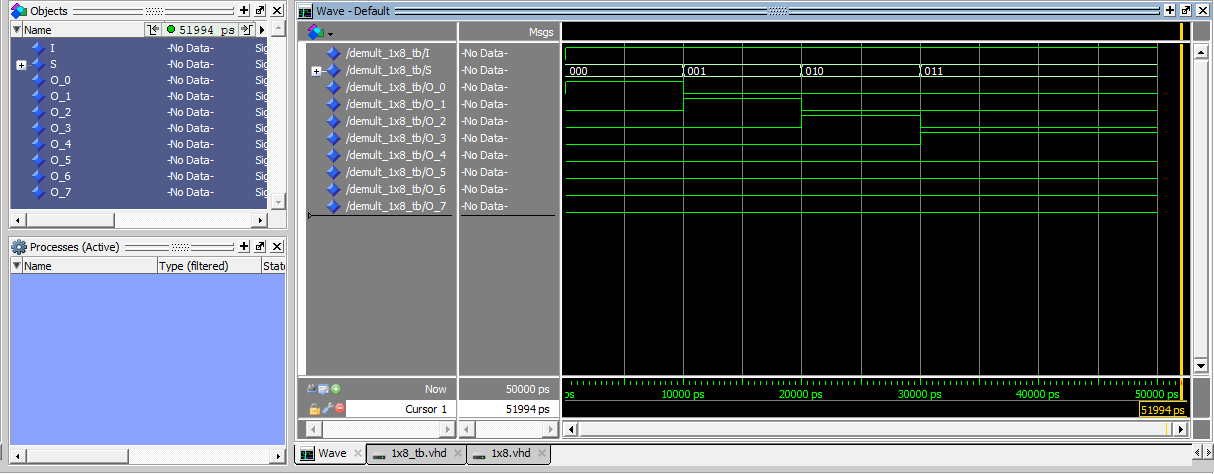 Objects
Name 51994 ps
I -No Data- Sig
S -No Data- Sig
O_0 -No Data- Sig
O_1 -No Data- Sig
O_2 -No Data- Sig
O_3 -No Data- Sig
O_4 -No Data- Sig
O_5 -No Data- Sig
O_6 -No Data- Sig
O_7 -No Data- Sig
Processes (Active)
Name Type (filtered) State
Wave - Default
Msgs
/demult_1x8_tb/I -No Data-
/demult_1x8_tb/S -No Data- 000 001 010 011
/demult_1x8_tb/O_0 -No Data-
/demult_1x8_tb/O_1 -No Data-
/demult_1x8_tb/O_2 -No Data-
/demult_1x8_tb/O_3 -No Data-
/demult_1x8_tb/O_4 -No Data-
/demult_1x8_tb/O_5 -No Data-
/demult_1x8_tb/O_6 -No Data-
/demult_1x8_tb/O_7 -No Data-
Now 50000 ps ps 10000 ps 20000 ps 30000 ps 40000 ps 50000 ps
Cursor 1 51994 ps 51994 ps
Wave 1x8_tb.vhd 1x8.vhd